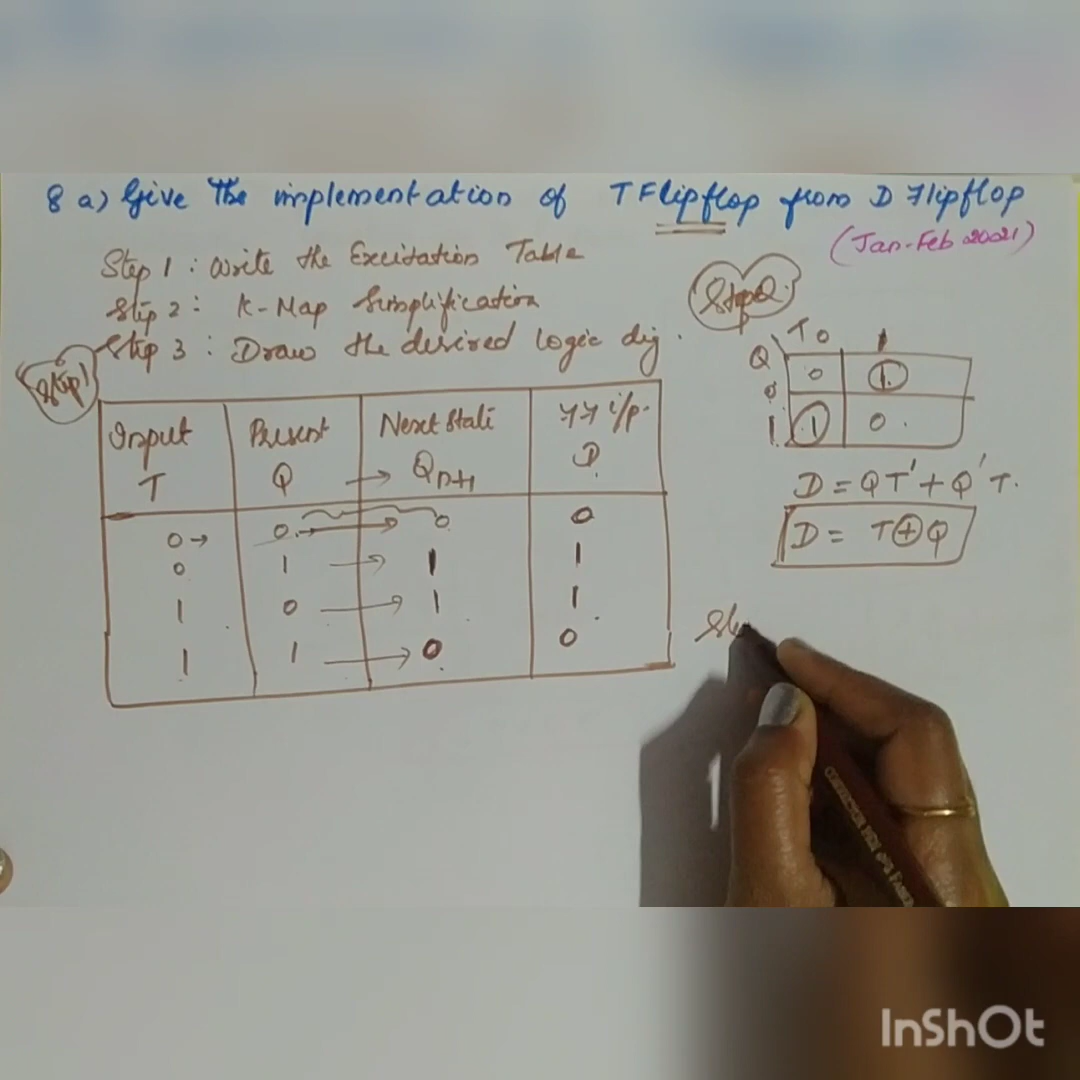 8 a) Give the implementation of T Flipflop from D Flipflop
(Jan-Feb 2021)
Step 1 : Write the Excitation Table
Step 2 : K-Map Simplification
Step 3 : Draw the desired logic dig.
Step 1
Input Present Next State FF i/p.
T Q → Qn+1 D
0 → 0 → 0 0
0 1 → 1 1
1 0 → 1 1
1 1 → 0 0
Step 2.
T 0 1
Q
0 0 1
1 1 0
D = QT' + Q'T.
D = T⊕Q
Ste
InShOt